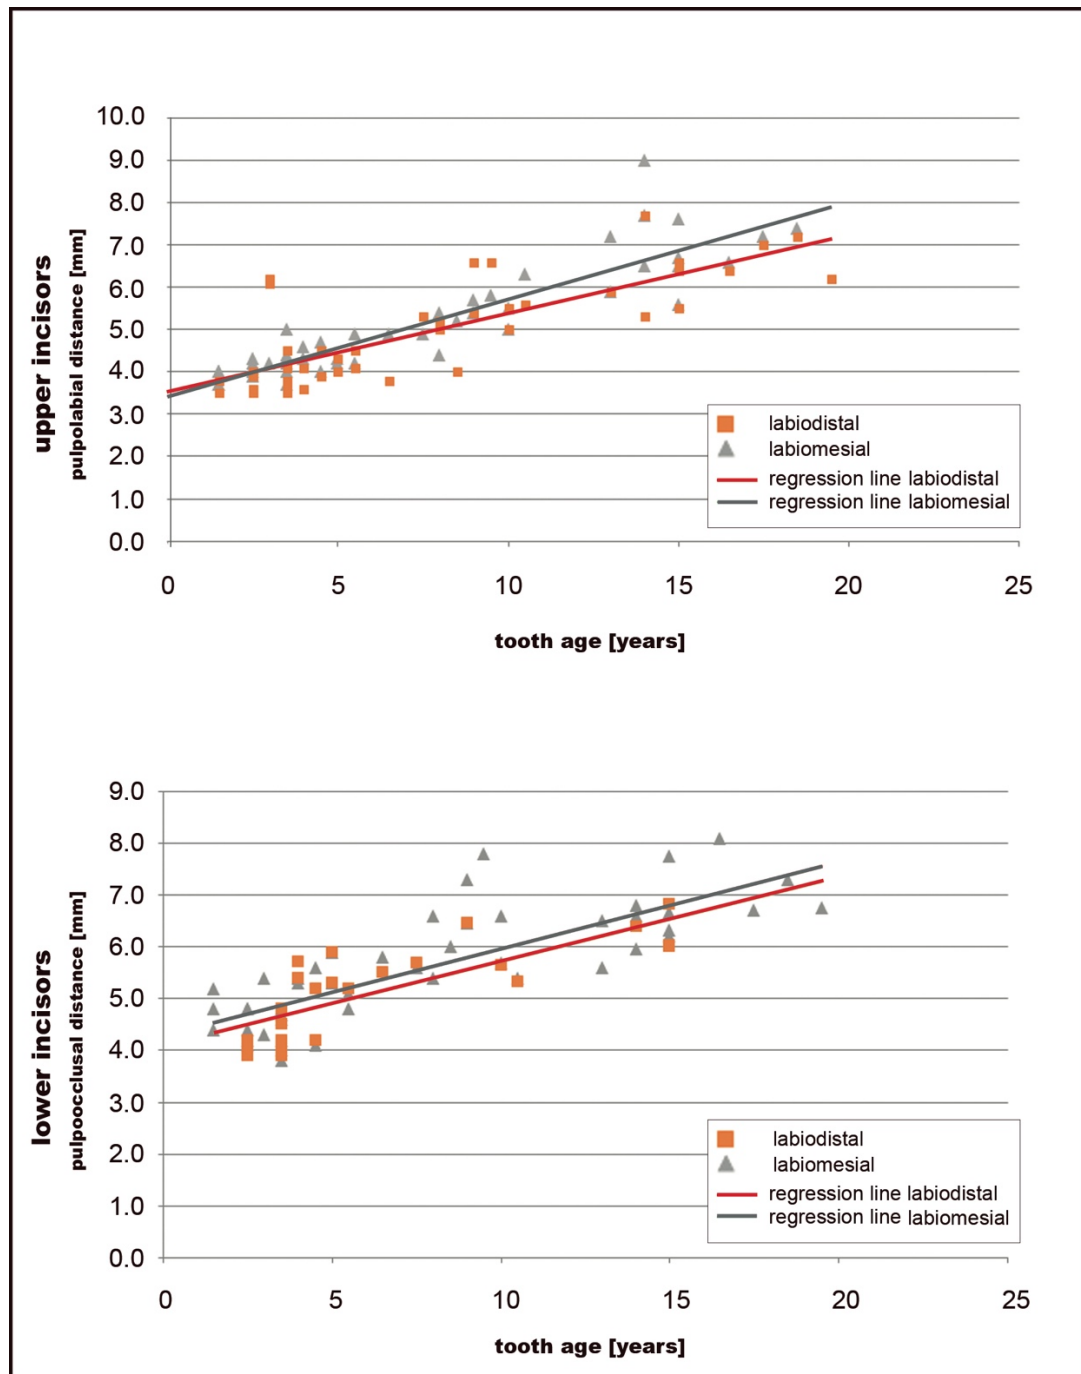 10.0
9.0
8.0
7.0
6.0
5.0
4.0
3.0
2.0
1.0
0.0
upper incisors
pulpolabial distance [mm]
labiodistal
labiomesial
regression line labiodistal
regression line labiomesial
0 5 10 15 20 25
tooth age [years]
9.0
8.0
7.0
6.0
5.0
4.0
3.0
2.0
1.0
0.0
lower incisors
pulpoocclusal distance [mm]
labiodistal
labiomesial
regression line labiodistal
regression line labiomesial
0 5 10 15 20 25
tooth age [years]